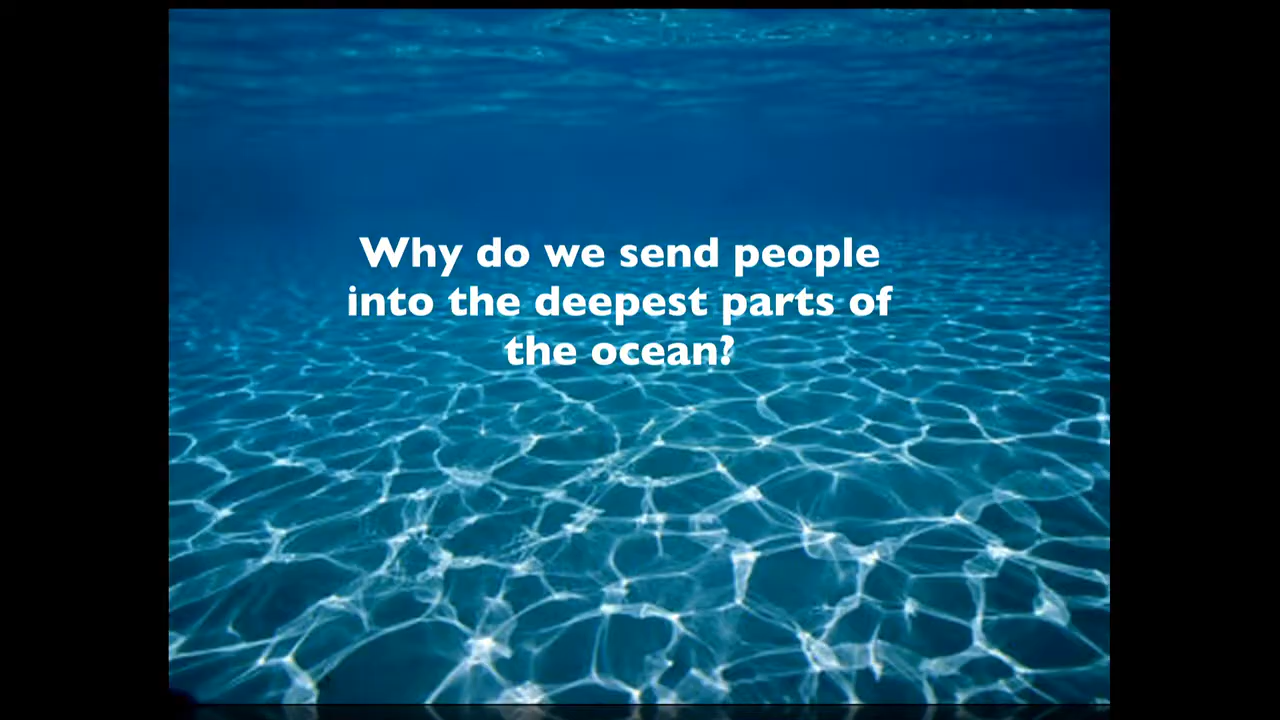 Why do we send people
into the deepest parts of
the ocean?